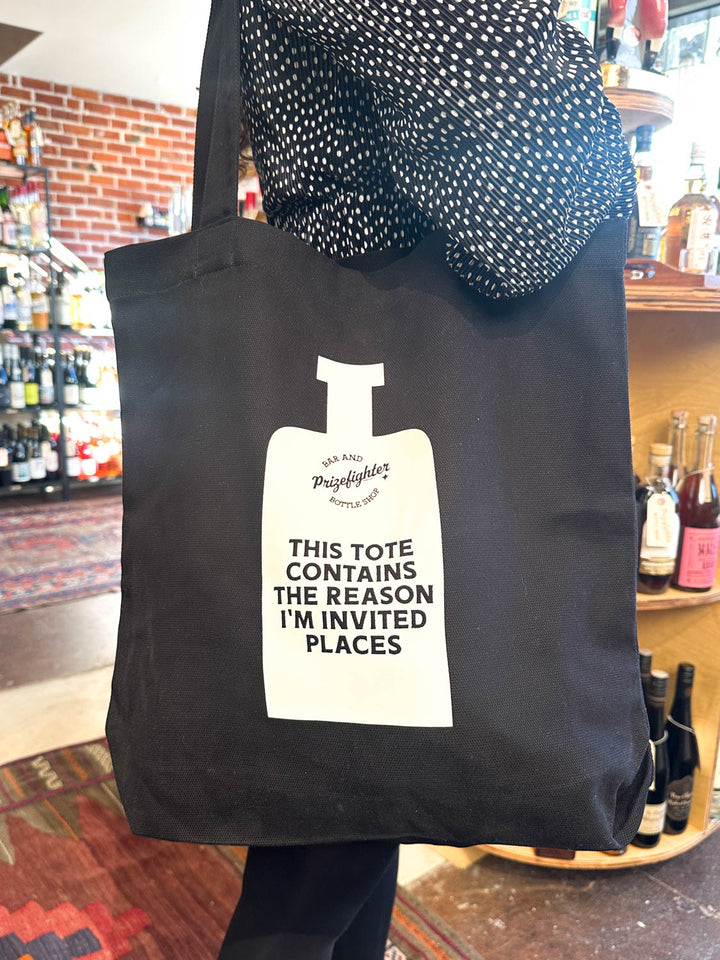 BAR AND
Prizefighter
BOTTLE SHOP
THIS TOTE
CONTAINS
THE REASON
I'M INVITED
PLACES